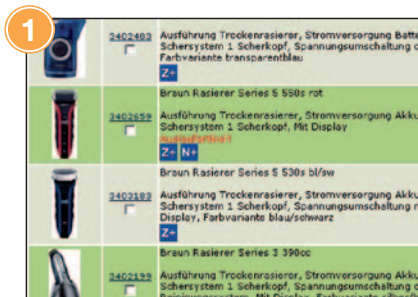 1
3402483 Ausführung Trockenrasierer, Stromversorgung Batte
Schersystem 1 Scherkopf, Spannungsumschaltung
Farbvariante transparentblau
Z+
Braun Rasierer Series 5 550s rot
3402659 Ausführung Trockenrasierer, Stromversorgung Akku
Schersystem 1 Scherkopf, Mit Display
Z+ N+
Braun Rasierer Series 5 530s bl/sw
3403183 Ausführung Trockenrasierer, Stromversorgung Akku
Schersystem 1 Scherkopf, Spannungsumschaltung
Display, Farbvariante blau/schwarz
Z+
Braun Rasierer Series 3 390cc
3402199 Ausführung Trockenrasierer, Stromversorgung Akku
Schersystem 1 Scherkopf, Spannungsumschaltung